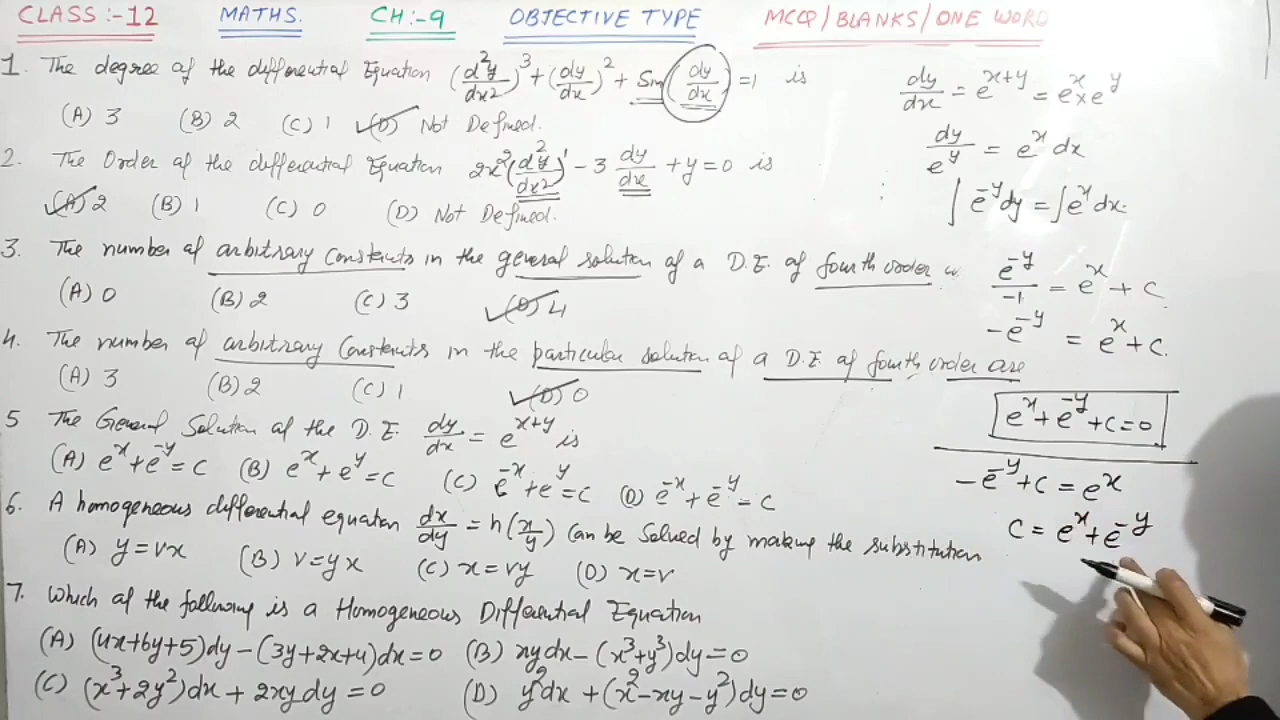 CLASS :- 12 MATHS. CH :- 9 OBJECTIVE TYPE MCQ/BLANKS/ONE WORD
1. The degree of the differential Equation (d²y/dx²)³ + (dy/dx)² + Sin(dy/dx) = 1 is
(A) 3 (B) 2 (C) 1 (D) Not Defined.
2. The Order of the differential Equation 2x²(d²y/dx²)¹ - 3 dy/dx + y = 0 is
(A) 2 (B) 1 (C) 0 (D) Not Defined.
3. The number of arbitrary Constants in the general solution of a D.E. of fourth order
(A) 0 (B) 2 (C) 3 (D) 4
4. The number of arbitrary Constants in the particular solution of a D.E of fourth order are
(A) 3 (B) 2 (C) 1 (D) 0
5 The General Solution of the D.E. dy/dx = e^(x+y) is
(A) e^x + e^-y = C (B) e^x + e^y = C (C) e^-x + e^y = C (D) e^-x + e^-y = C
6. A homogeneous differential equation dx/dy = h(x/y) Can be Solved by making the substitution
(A) y = vx (B) v = yx (C) x = vy (D) x = v
7. Which of the following is a Homogeneous Differential Equation
(A) (4x+6y+5)dy - (3y+2x+4)dx = 0 (B) xydx - (x³+y³)dy = 0
(C) (x³+2y²)dx + 2xydy = 0 (D) y²dx + (x²-xy-y²)dy = 0
dy/dx = e^(x+y) = e^x × e^y
dy/e^y = e^x dx
∫ e^-y dy = ∫ e^x dx.
e^-y/-1 = e^x + C.
-e^-y = e^x + C.
e^x + e^-y + C = 0
-e^-y + C = e^x
C = e^x + e^-y